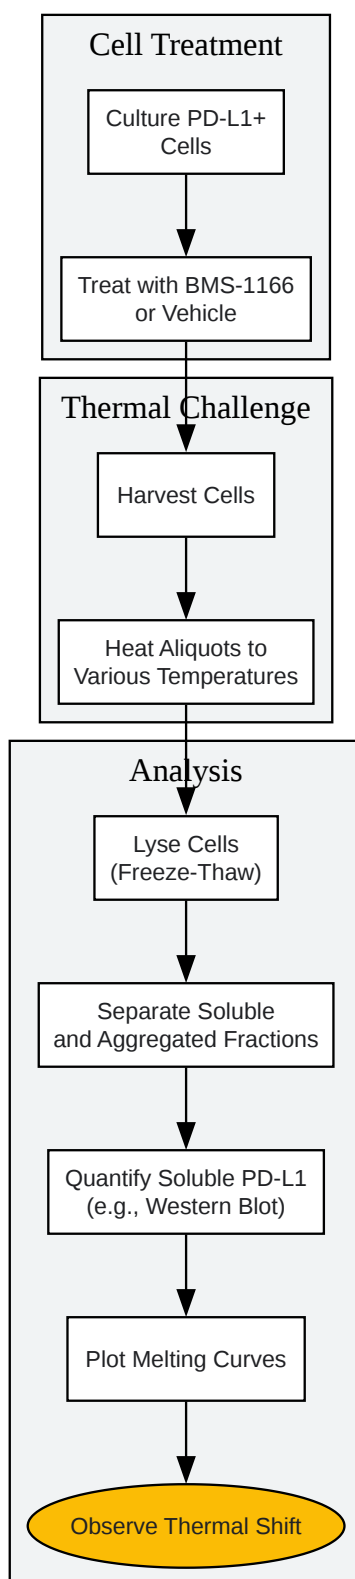 Cell Treatment
Culture PD-L1+
Cells
Treat with BMS-1166
or Vehicle
Thermal Challenge
Harvest Cells
Heat Aliquots to
Various Temperatures
Analysis
Lyse Cells
(Freeze-Thaw)
Separate Soluble
and Aggregated Fractions
Quantify Soluble PD-L1
(e.g., Western Blot)
Plot Melting Curves
Observe Thermal Shift